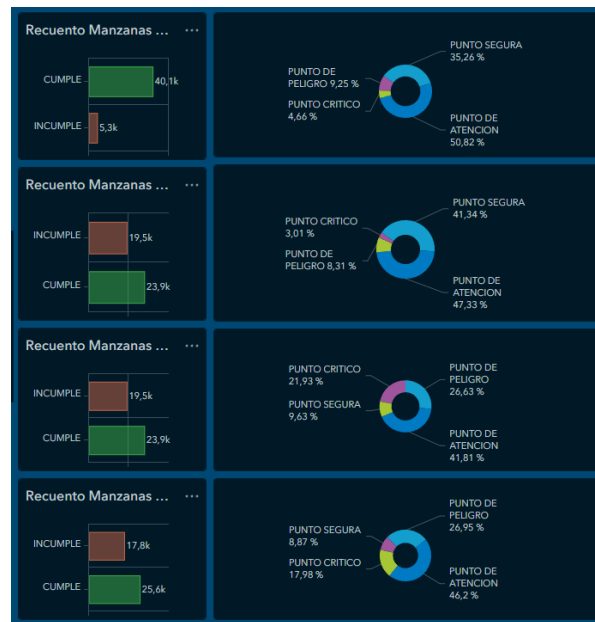 Recuento Manzanas ...
CUMPLE
40,1k
INCUMPLE
5,3k
PUNTO SEGURA
35,26 %
PUNTO DE
PELIGRO 9,25 %
PUNTO CRITICO
4,66 %
PUNTO DE
ATENCION
50,82 %
Recuento Manzanas ...
INCUMPLE
19,5k
CUMPLE
23,9k
PUNTO SEGURA
41,34 %
PUNTO CRITICO
3,01 %
PUNTO DE
PELIGRO 8,31 %
PUNTO DE
ATENCION
47,33 %
Recuento Manzanas ...
INCUMPLE
19,5k
CUMPLE
23,9k
PUNTO CRITICO
21,93 %
PUNTO DE
PELIGRO
26,63 %
PUNTO SEGURA
9,63 %
PUNTO DE
ATENCION
41,81 %
Recuento Manzanas ...
INCUMPLE
17,8k
CUMPLE
25,6k
PUNTO DE
PELIGRO
26,95 %
PUNTO SEGURA
8,87 %
PUNTO CRITICO
17,98 %
PUNTO DE
ATENCION
46,2 %